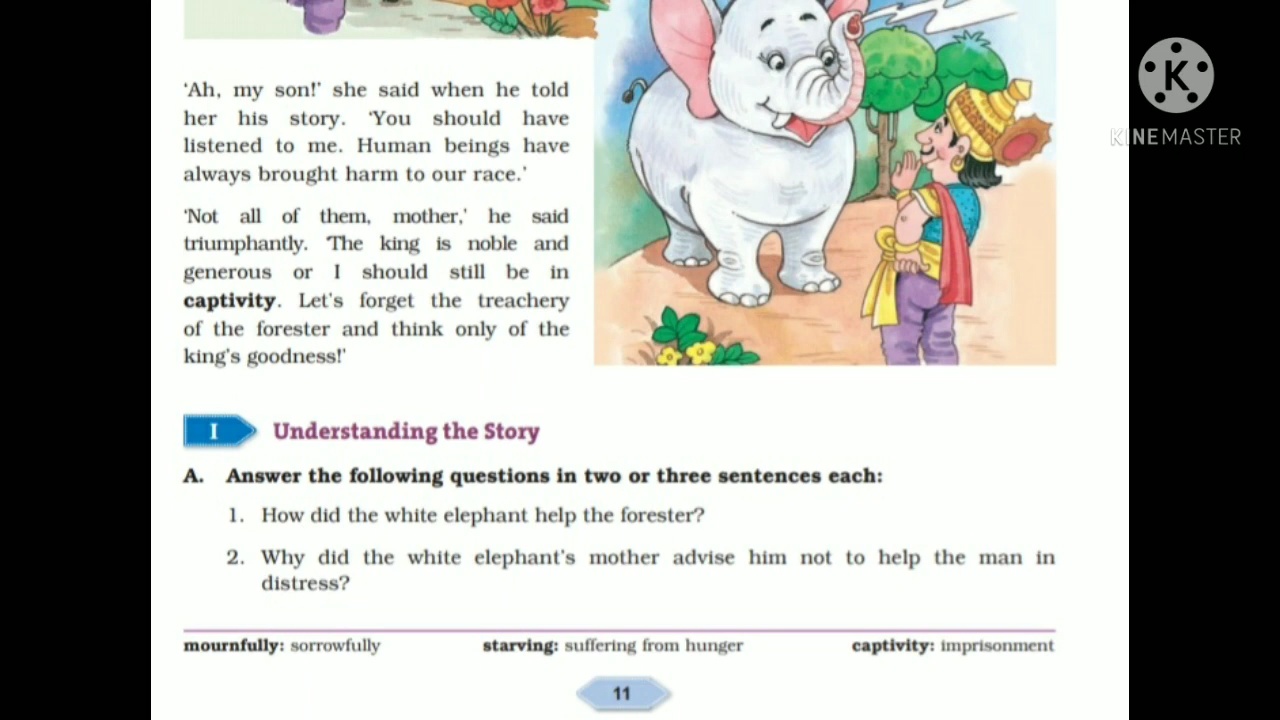 'Ah, my son!' she said when he told
her his story. 'You should have
listened to me. Human beings have
always brought harm to our race.'
'Not all of them, mother,' he said
triumphantly. 'The king is noble and
generous or I should still be in
captivity. Let's forget the treachery
of the forester and think only of the
king's goodness!'
K
KINEMASTER
I Understanding the Story
A. Answer the following questions in two or three sentences each:
1. How did the white elephant help the forester?
2. Why did the white elephant's mother advise him not to help the man in
distress?
mournfully: sorrowfully starving: suffering from hunger captivity: imprisonment
11